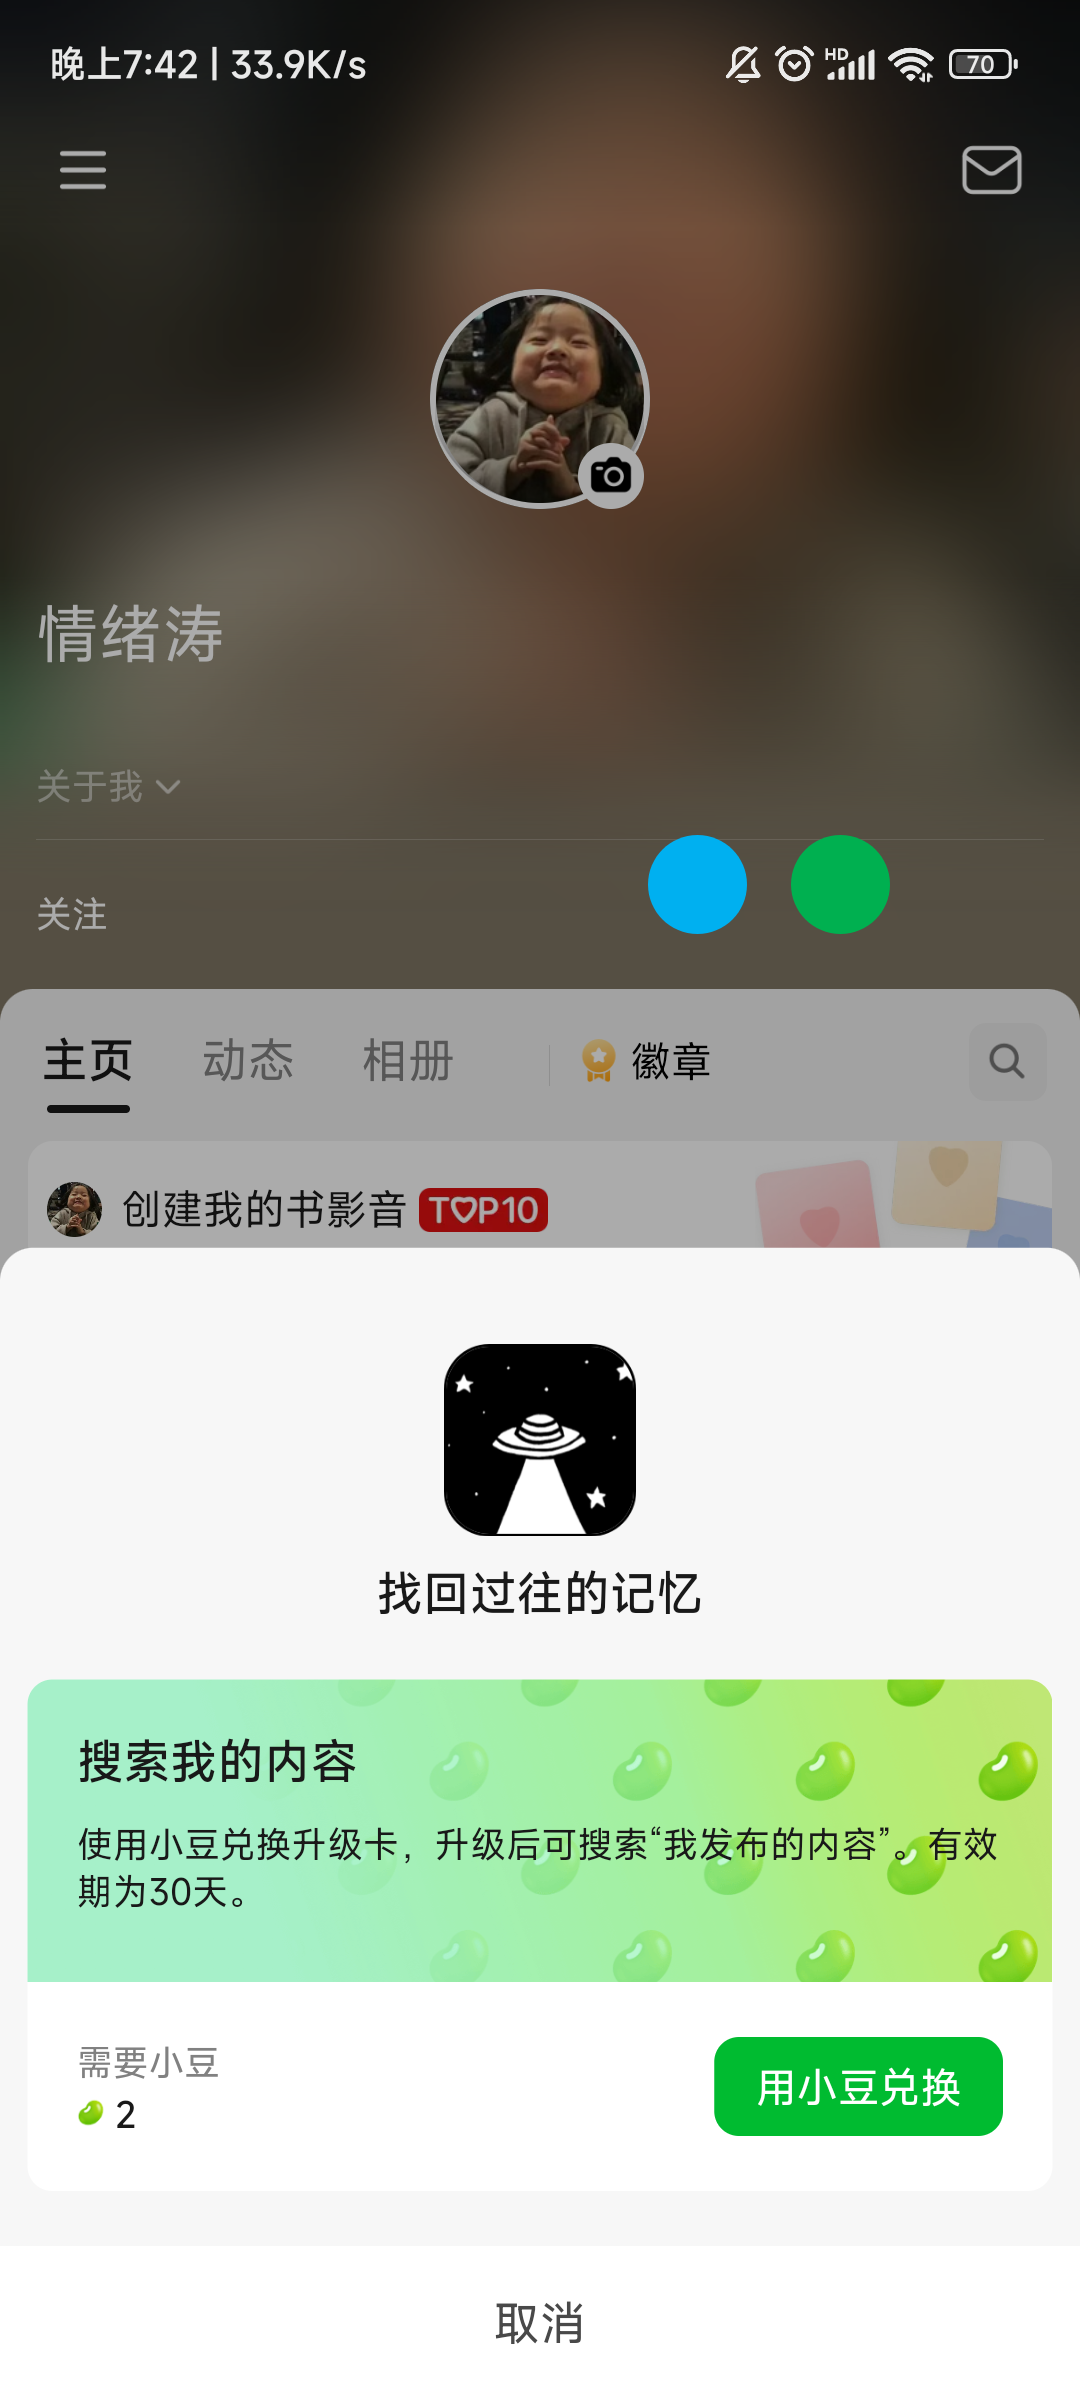 晚上7:42 | 33.9K/s
HD
70
情绪涛
关于我
关注
主页 动态 相册 徽章
创建我的书影音 TOP10
找回过往的记忆
搜索我的内容
使用小豆兑换升级卡，升级后可搜索“我发布的内容”。有效
期为30天。
需要小豆
2
用小豆兑换
取消